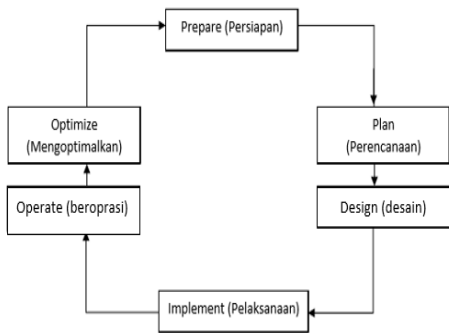 Prepare (Persiapan)
Plan
(Perencanaan)
Design (desain)
Implement (Pelaksanaan)
Operate (beroprasi)
Optimize
(Mengoptimalkan)